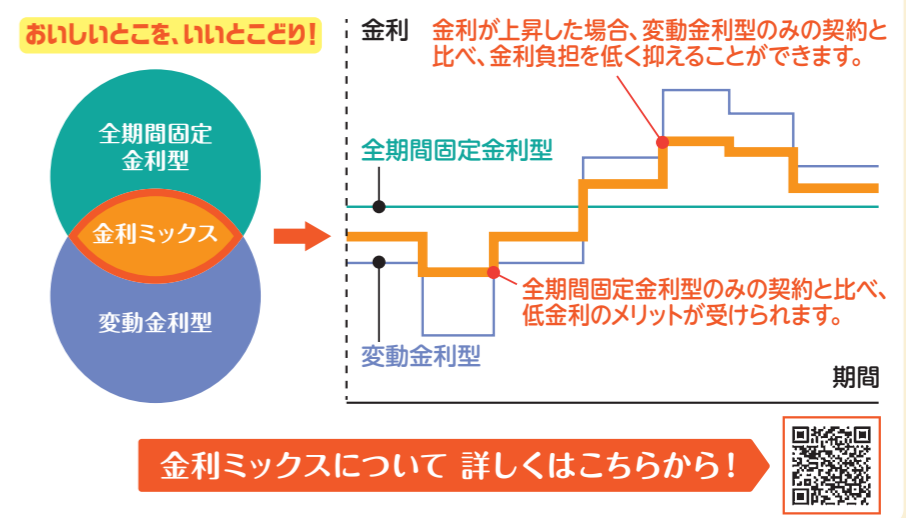 おいしいとこを、いいとこどり!
全期間固定
金利型
金利ミックス
変動金利型
金利
金利が上昇した場合、変動金利型のみの契約と
比べ、金利負担を低く抑えることができます。
全期間固定金利型
全期間固定金利型のみの契約と比べ、
低金利のメリットが受けられます。
変動金利型
期間
金利ミックスについて 詳しくはこちらから!